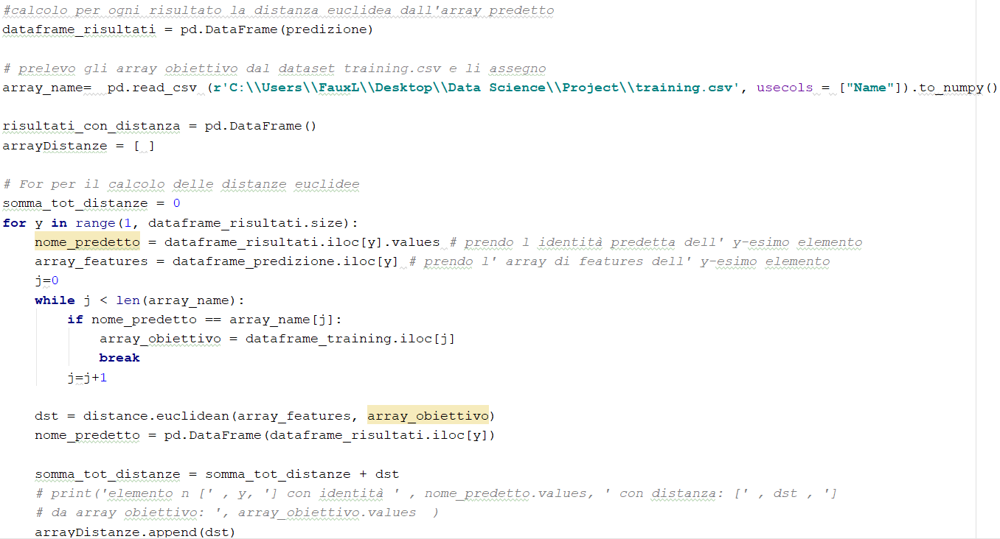 #calcolo per ogni risultato la distanza euclidea dall'array predetto
dataframe_risultati = pd.DataFrame(predizione)
# prelevo gli array obiettivo dal dataset training.csv e li assegno
array_name=  pd.read_csv (r'C:\\Users\\FauxL\\Desktop\\Data Science\\Project\\training.csv', usecols = ["Name"]).to_numpy()
risultati_con_distanza = pd.DataFrame()
arrayDistanze = [ ]
# For per il calcolo delle distanze euclidee
somma_tot_distanze = 0
for y in range(1, dataframe_risultati.size):
    nome_predetto = dataframe_risultati.iloc[y].values # prendo l identità predetta dell' y-esimo elemento
    array_features = dataframe_predizione.iloc[y] # prendo l' array di features dell' y-esimo elemento
    j=0
    while j < len(array_name):
        if nome_predetto == array_name[j]:
            array_obiettivo = dataframe_training.iloc[j]
            break
        j=j+1
    dst = distance.euclidean(array_features, array_obiettivo)
    nome_predetto = pd.DataFrame(dataframe_risultati.iloc[y])
    somma_tot_distanze = somma_tot_distanze + dst
    # print('elemento n [' , y, '] con identità ' , nome_predetto.values, ' con distanza: [' , dst , ']
    # da array obiettivo: ', array_obiettivo.values  )
    arrayDistanze.append(dst)